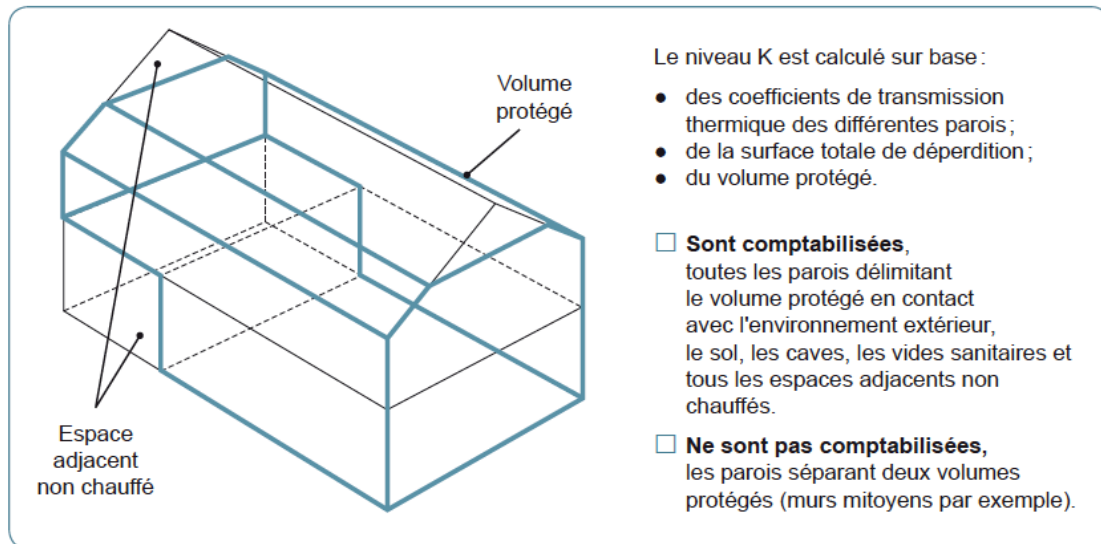 Volume
protégé
Espace
adjacent
non chauffé
Le niveau K est calculé sur base :
● des coefficients de transmission
thermique des différentes parois ;
● de la surface totale de déperdition ;
● du volume protégé.
☐ Sont comptabilisées,
toutes les parois délimitant
le volume protégé en contact
avec l'environnement extérieur,
le sol, les caves, les vides sanitaires et
tous les espaces adjacents non
chauffés.
☐ Ne sont pas comptabilisées,
les parois séparant deux volumes
protégés (murs mitoyens par exemple).